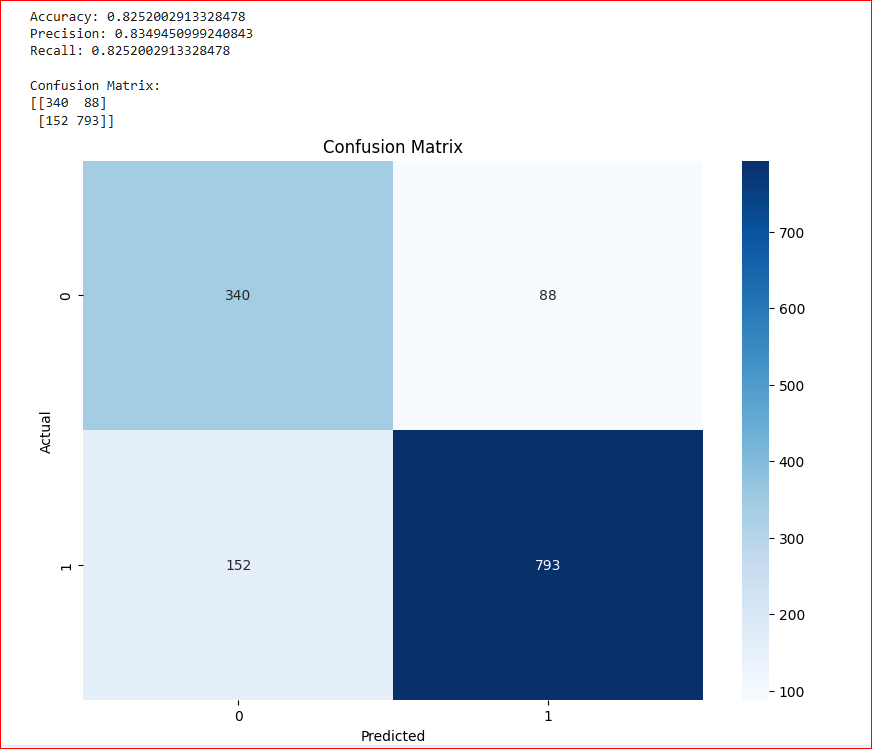 Accuracy: 0.8252002913328478
Precision: 0.8349450999240843
Recall: 0.8252002913328478
Confusion Matrix:
[[340  88]
 [152 793]]
Confusion Matrix
700
600
500
400
300
200
100
0
340
88
Actual
1
152
793
0
1
Predicted